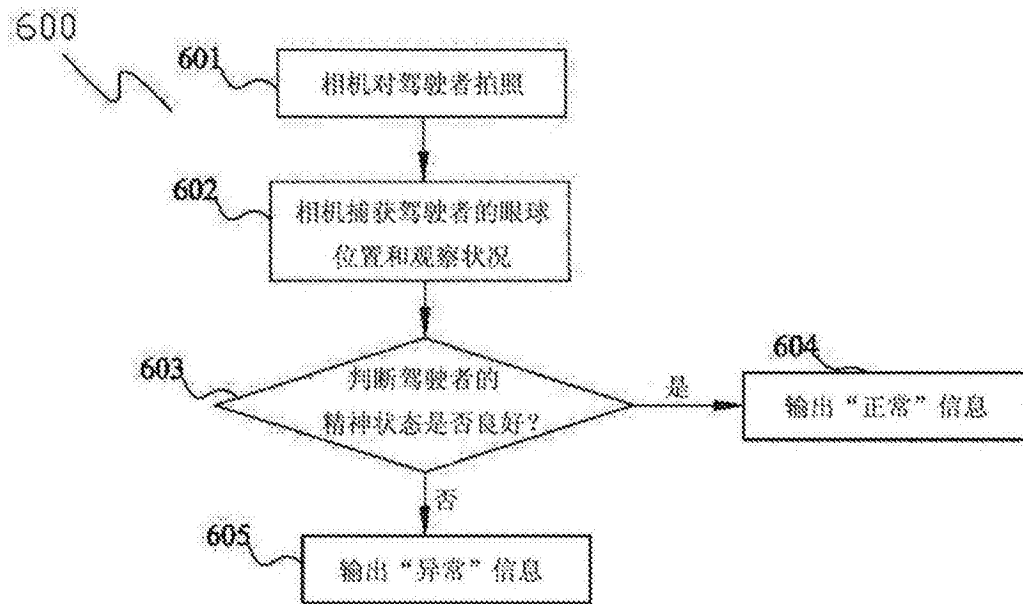 600
601
相机对驾驶者拍照
602
相机捕获驾驶者的眼球
位置和观察状况
603
判断驾驶者的
精神状态是否良好?
是
604
输出“正常”信息
否
605
输出“异常”信息